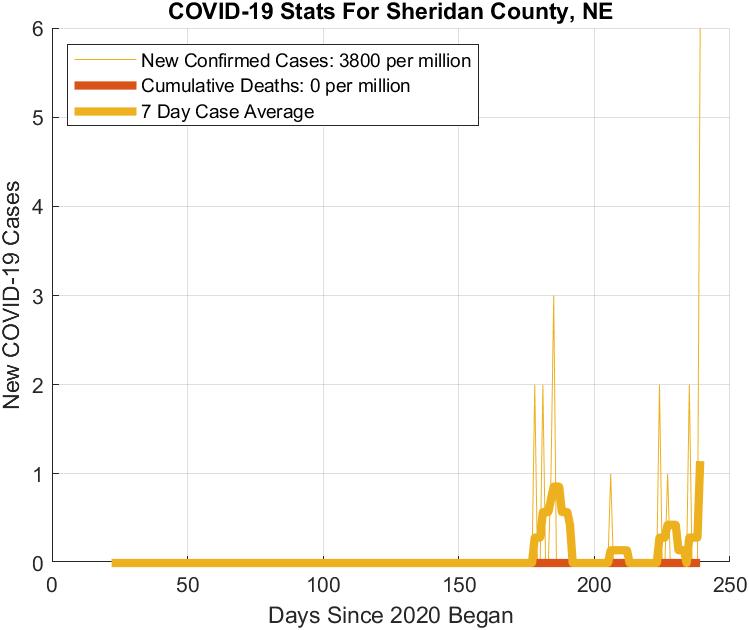 COVID-19 Stats For Sheridan County, NE
New Confirmed Cases: 3800 per million
Cumulative Deaths: 0 per million
7 Day Case Average
New COVID-19 Cases
6
5
4
3
2
1
0
0 50 100 150 200 250
Days Since 2020 Began